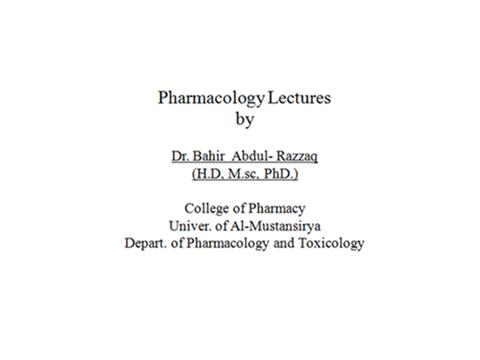 Pharmacology Lectures
by
Dr. Bahir Abdul- Razzaq
(H.D, M.sc, PhD.)
College of Pharmacy
Univer. of Al-Mustansirya
Depart. of Pharmacology and Toxicology